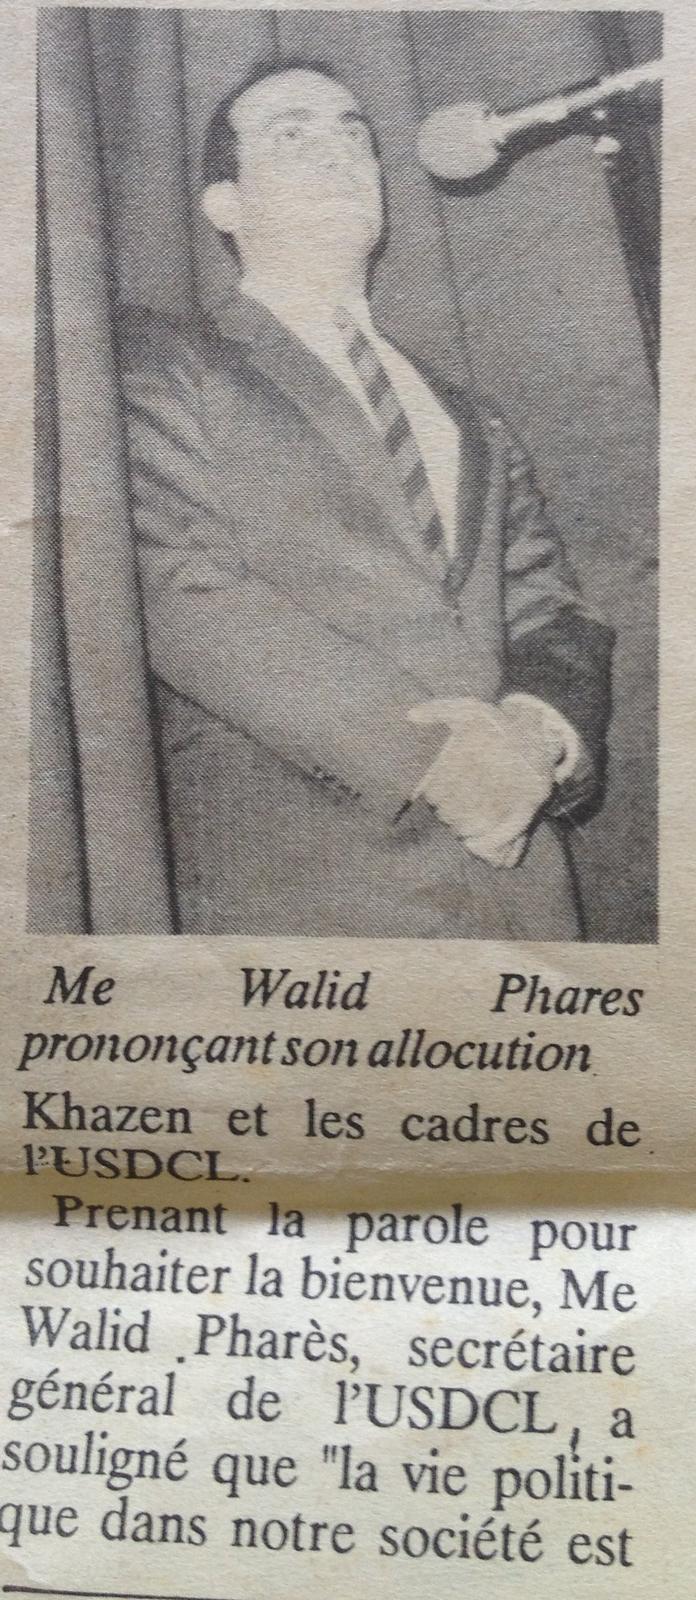 Me Walid Phares
prononçant son allocution
Khazen et les cadres de
l'USDCL.
Prenant la parole pour
souhaiter la bienvenue, Me
Walid Pharès, secrétaire
général de l'USDCL, a
souligné que "la vie politi-
que dans notre société est